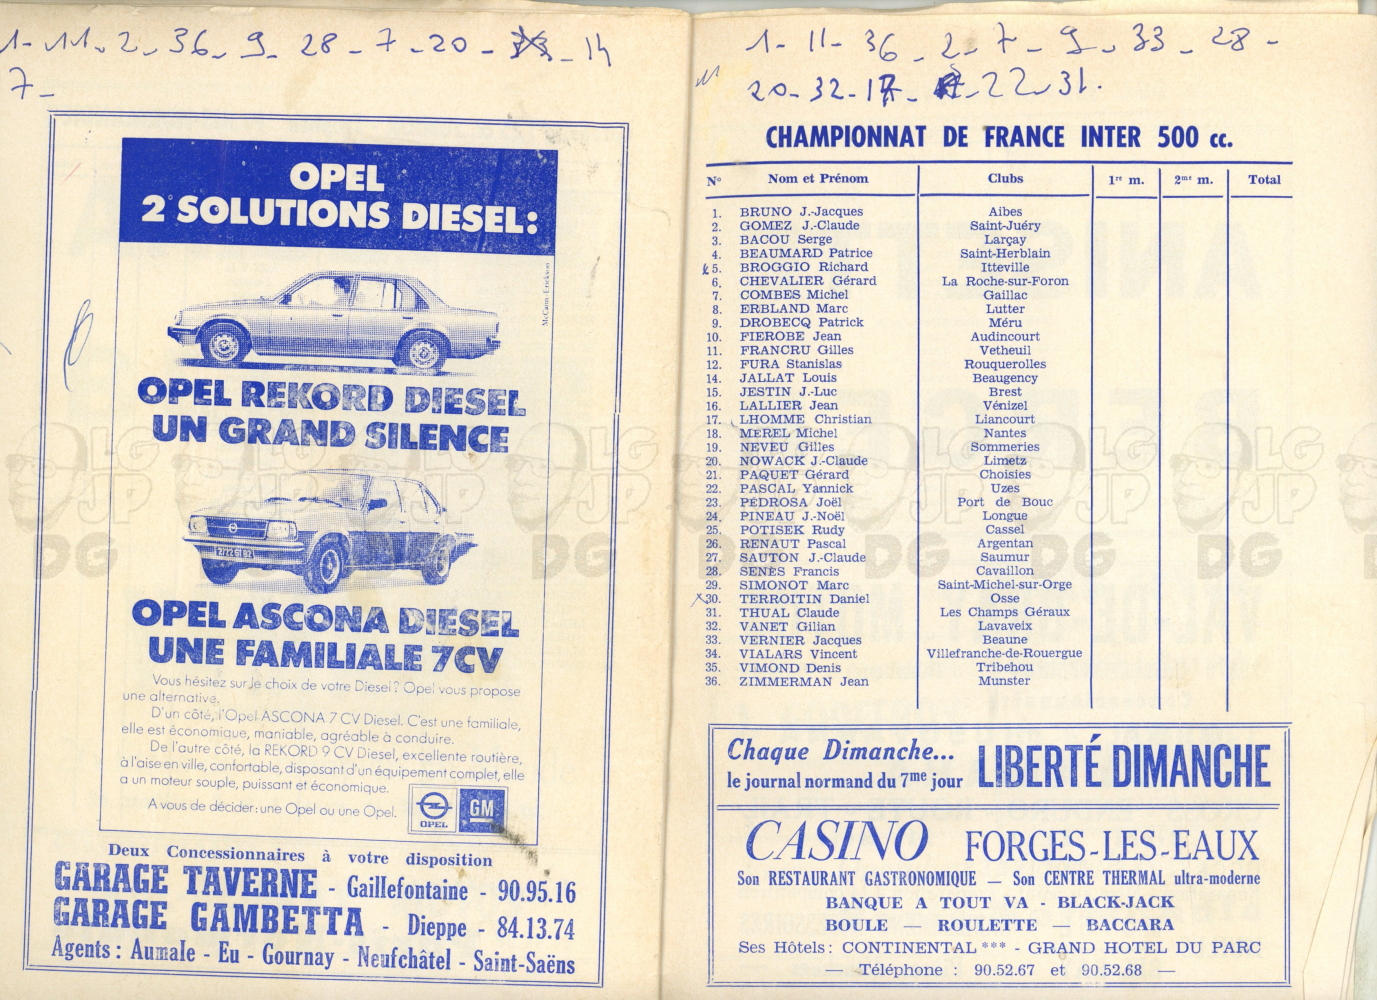 1- 11- 2- 36- 9- 28- 7- 20- 33 - 14
7-
OPEL
2 SOLUTIONS DIESEL:
McCann-Erickson
OPEL REKORD DIESEL
UN GRAND SILENCE
OPEL ASCONA DIESEL
UNE FAMILIALE 7CV
Vous hésitez sur le choix de votre Diesel? Opel vous propose
une alternative.
D'un côté, l'Opel ASCONA 7 CV Diesel. C'est une familiale,
elle est économique, maniable, agréable à conduire.
De l'autre côté, la REKORD 9 CV Diesel, excellente routière,
à l'aise en ville, confortable, disposant d'un équipement complet, elle
a un moteur souple, puissant et économique.
A vous de décider: une Opel ou une Opel.
OPEL
GM
Deux Concessionnaires à votre disposition
GARAGE TAVERNE - Gaillefontaine - 90.95.16
GARAGE GAMBETTA - Dieppe - 84.13.74
Agents : Aumale - Eu - Gournay - Neufchâtel - Saint-Saëns
1- 11- 36 - 2- 7- 9- 33- 28-
20- 32- 17- 22- 31.
CHAMPIONNAT DE FRANCE INTER 500 cc.
N° Nom et Prénom Clubs 1re m. 2me m. Total
1. BRUNO J.-Jacques Aibes
2. GOMEZ J.-Claude Saint-Juéry
3. BACOU Serge Larçay
4. BEAUMARD Patrice Saint-Herblain
5. BROGGIO Richard Itteville
6. CHEVALIER Gérard La Roche-sur-Foron
7. COMBES Michel Gaillac
8. ERBLAND Marc Lutter
9. DROBECQ Patrick Méru
10. FIEROBE Jean Audincourt
11. FRANCRU Gilles Vetheuil
12. FURA Stanislas Rouquerolles
14. JALLAT Louis Beaugency
15. JESTIN J.-Luc Brest
16. LALLIER Jean Vénizel
17. LHOMME Christian Liancourt
18. MEREL Michel Nantes
19. NEVEU Gilles Sommeries
20. NOWACK J.-Claude Limetz
21. PAQUET Gérard Choisies
22. PASCAL Yannick Uzes
23. PEDROSA Joël Port de Bouc
24. PINEAU J.-Noël Longue
25. POTISEK Rudy Cassel
26. RENAUT Pascal Argentan
27. SAUTON J.-Claude Saumur
28. SENES Francis Cavaillon
29. SIMONOT Marc Saint-Michel-sur-Orge
30. TERROITIN Daniel Osse
31. THUAL Claude Les Champs Géraux
32. VANET Gilian Lavaveix
33. VERNIER Jacques Beaune
34. VIALARS Vincent Villefranche-de-Rouergue
35. VIMOND Denis Tribehou
36. ZIMMERMAN Jean Munster
Chaque Dimanche...
le journal normand du 7me jour LIBERTÉ DIMANCHE
CASINO FORGES-LES-EAUX
Son RESTAURANT GASTRONOMIQUE — Son CENTRE THERMAL ultra-moderne
BANQUE A TOUT VA - BLACK-JACK
BOULE — ROULETTE — BACCARA
Ses Hôtels : CONTINENTAL *** - GRAND HOTEL DU PARC
— Téléphone : 90.52.67 et 90.52.68 —